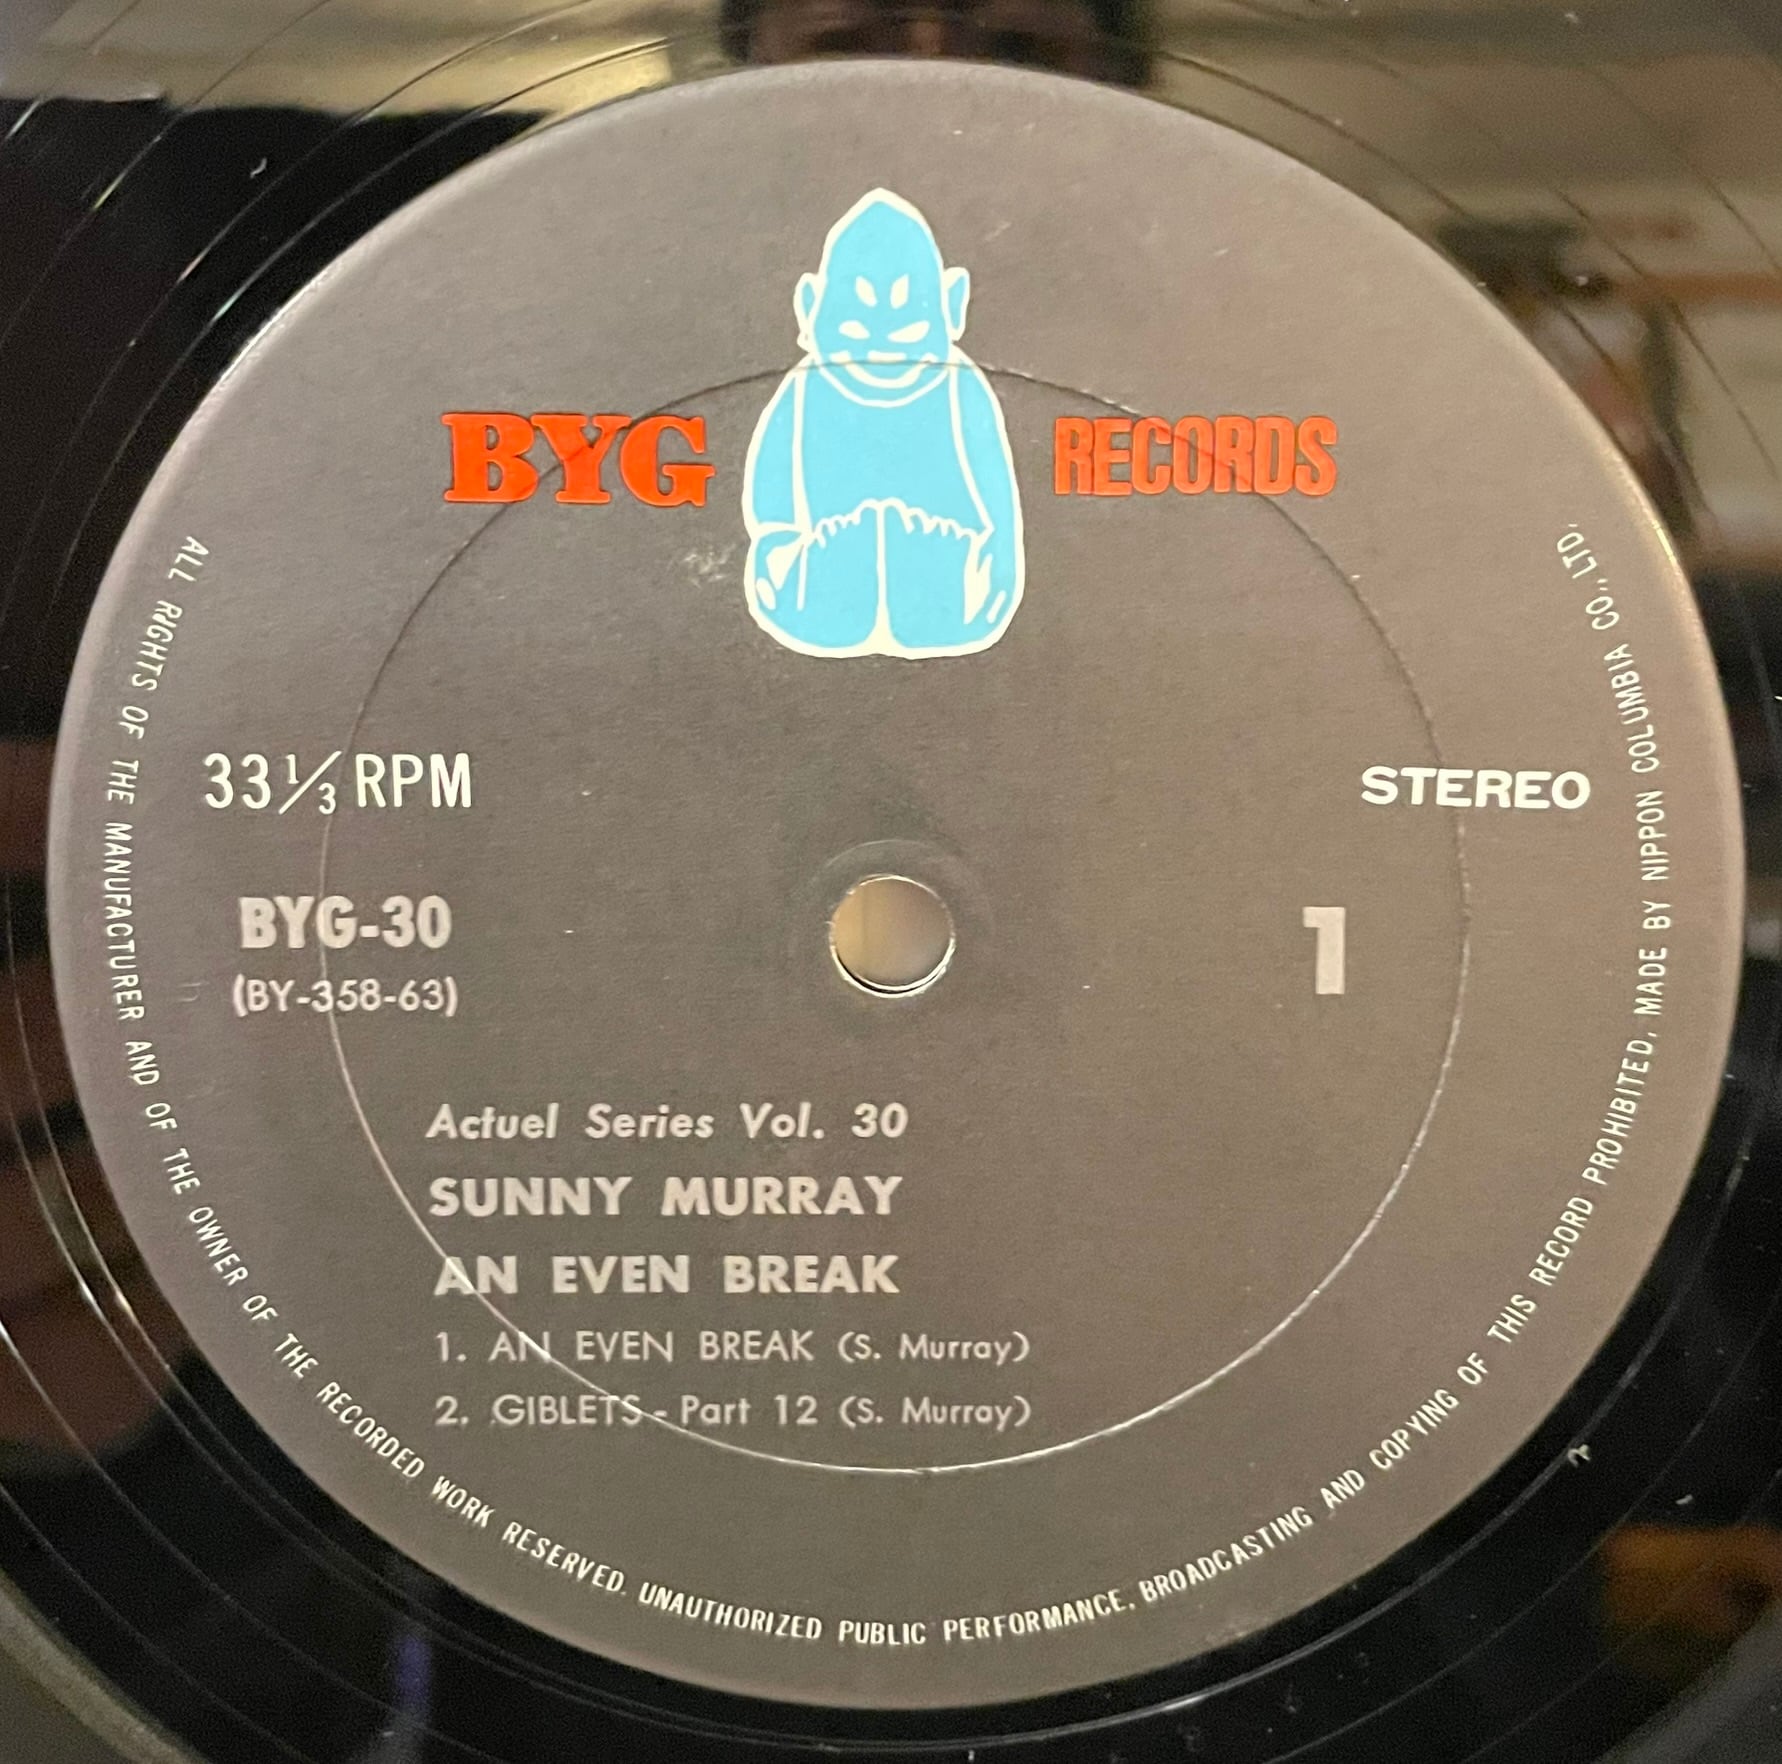 BYG RECORDS
33 1/3 RPM
STEREO
BYG-30
(BY-358-63)
1
Actuel Series Vol. 30
SUNNY MURRAY
AN EVEN BREAK
1. AN EVEN BREAK (S. Murray)
2. GIBLETS - Part 12 (S. Murray)
ALL RIGHTS OF THE MANUFACTURER AND OF THE OWNER OF THE RECORDED WORK RESERVED. UNAUTHORIZED PUBLIC PERFORMANCE, BROADCASTING AND COPYING OF THIS RECORD PROHIBITED. MADE BY NIPPON COLUMBIA CO., LTD.